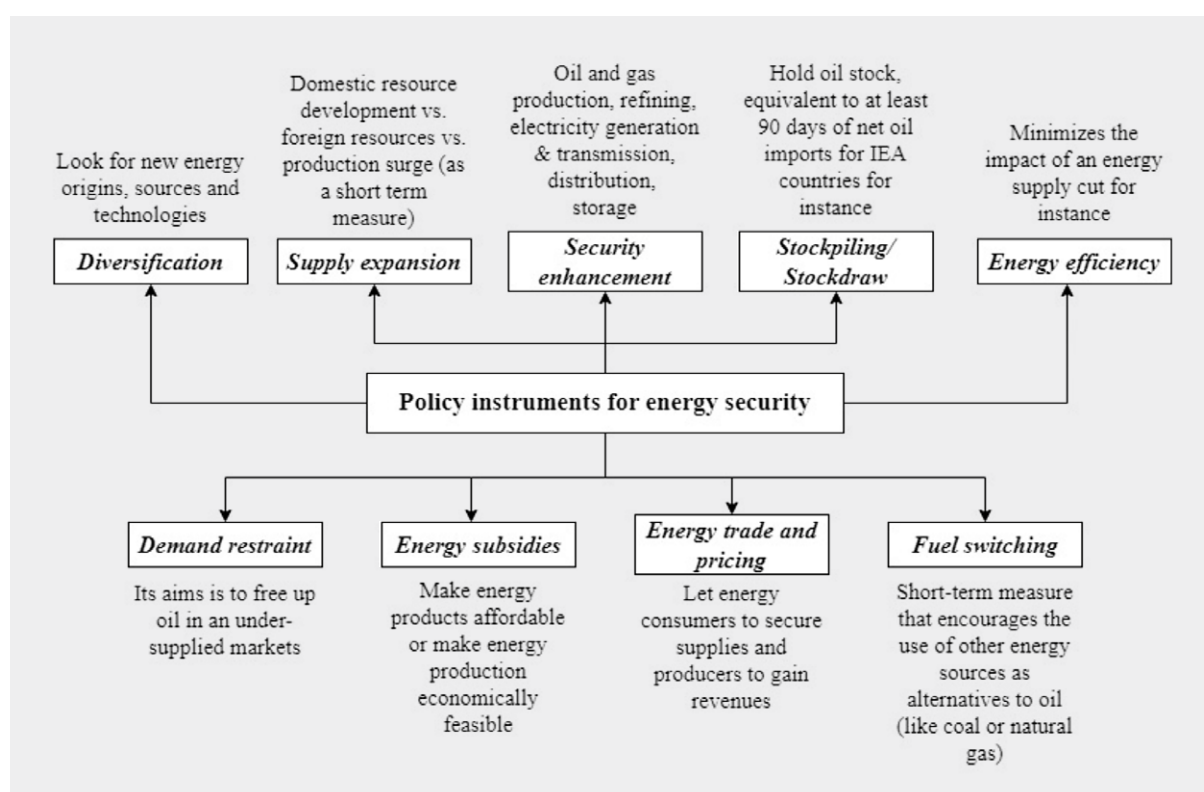 Look for new energy
origins, sources and
technologies
Diversification
Domestic resource
development vs.
foreign resources vs.
production surge (as
a short term
measure)
Supply expansion
Oil and gas
production, refining,
electricity generation
& transmission,
distribution,
storage
Security
enhancement
Hold oil stock,
equivalent to at least
90 days of net oil
imports for IEA
countries for
instance
Stockpiling/
Stockdraw
Minimizes the
impact of an energy
supply cut for
instance
Energy efficiency
Policy instruments for energy security
Demand restraint
Its aims is to free up
oil in an under-
supplied markets
Energy subsidies
Make energy
products affordable
or make energy
production
economically
feasible
Energy trade and
pricing
Let energy
consumers to secure
supplies and
producers to gain
revenues
Fuel switching
Short-term measure
that encourages the
use of other energy
sources as
alternatives to oil
(like coal or natural
gas)